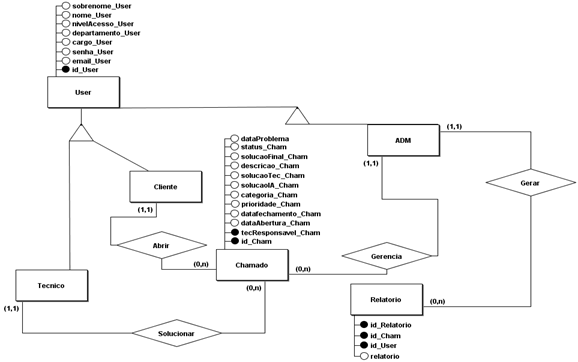 sobrenome_User
nome_User
nivelAcesso_User
departamento_User
cargo_User
senha_User
email_User
id_User
User
(1,1)
ADM
(1,1)
dataProblema
status_Cham
solucaoFinal_Cham
descricao_Cham
solucaoTec_Cham
solucaoIA_Cham
categoria_Cham
prioridade_Cham
datafechamento_Cham
dataAbertura_Cham
tecResponsavel_Cham
id_Cham
Cliente
(1,1)
Gerar
Abrir
(0,n)
Chamado
(0,n)
Gerencia
(0,n)
Tecnico
(1,1)
Relatorio
(0,n)
Solucionar
id_Relatorio
id_Cham
id_User
relatorio